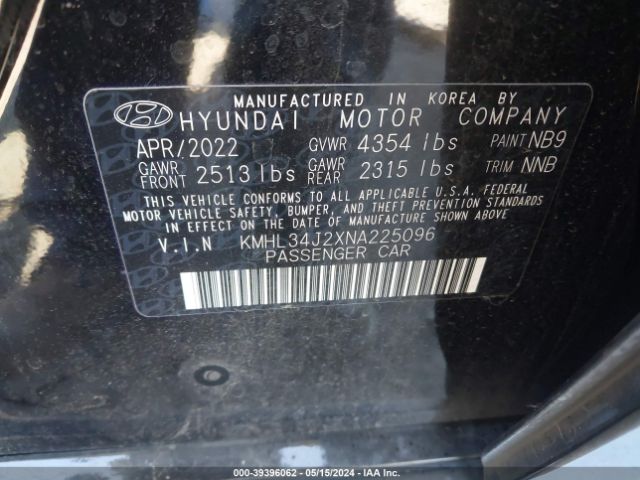 MANUFACTURED IN KOREA BY
HYUNDAI MOTOR COMPANY
APR/2022 GVWR 4354 lbs PAINT NB9
GAWR FRONT 2513 lbs GAWR REAR 2315 lbs TRIM NNB
THIS VEHICLE CONFORMS TO ALL APPLICABLE U.S.A. FEDERAL
MOTOR VEHICLE SAFETY, BUMPER, AND THEFT PREVENTION STANDARDS
IN EFFECT ON THE DATE OF MANUFACTURE SHOWN ABOVE
V.I.N KMHL34J2XNA225096
PASSENGER CAR
000-39396062 - 05/15/2024 - IAA Inc.